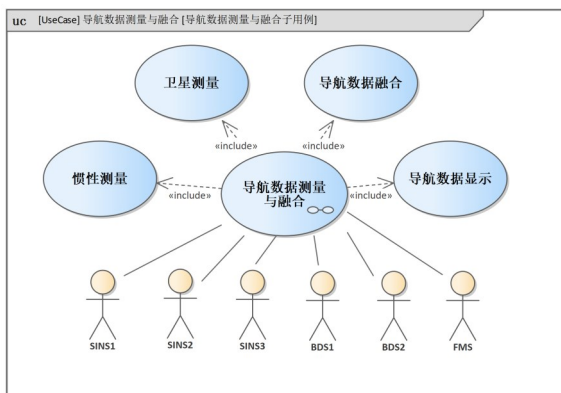 uc [UseCase] 导航数据测量与融合 [导航数据测量与融合子用例]
卫星测量
导航数据融合
«include»
«include»
惯性测量
导航数据测量
与融合
导航数据显示
«include»
«include»
SINS1
SINS2
SINS3
BDS1
BDS2
FMS